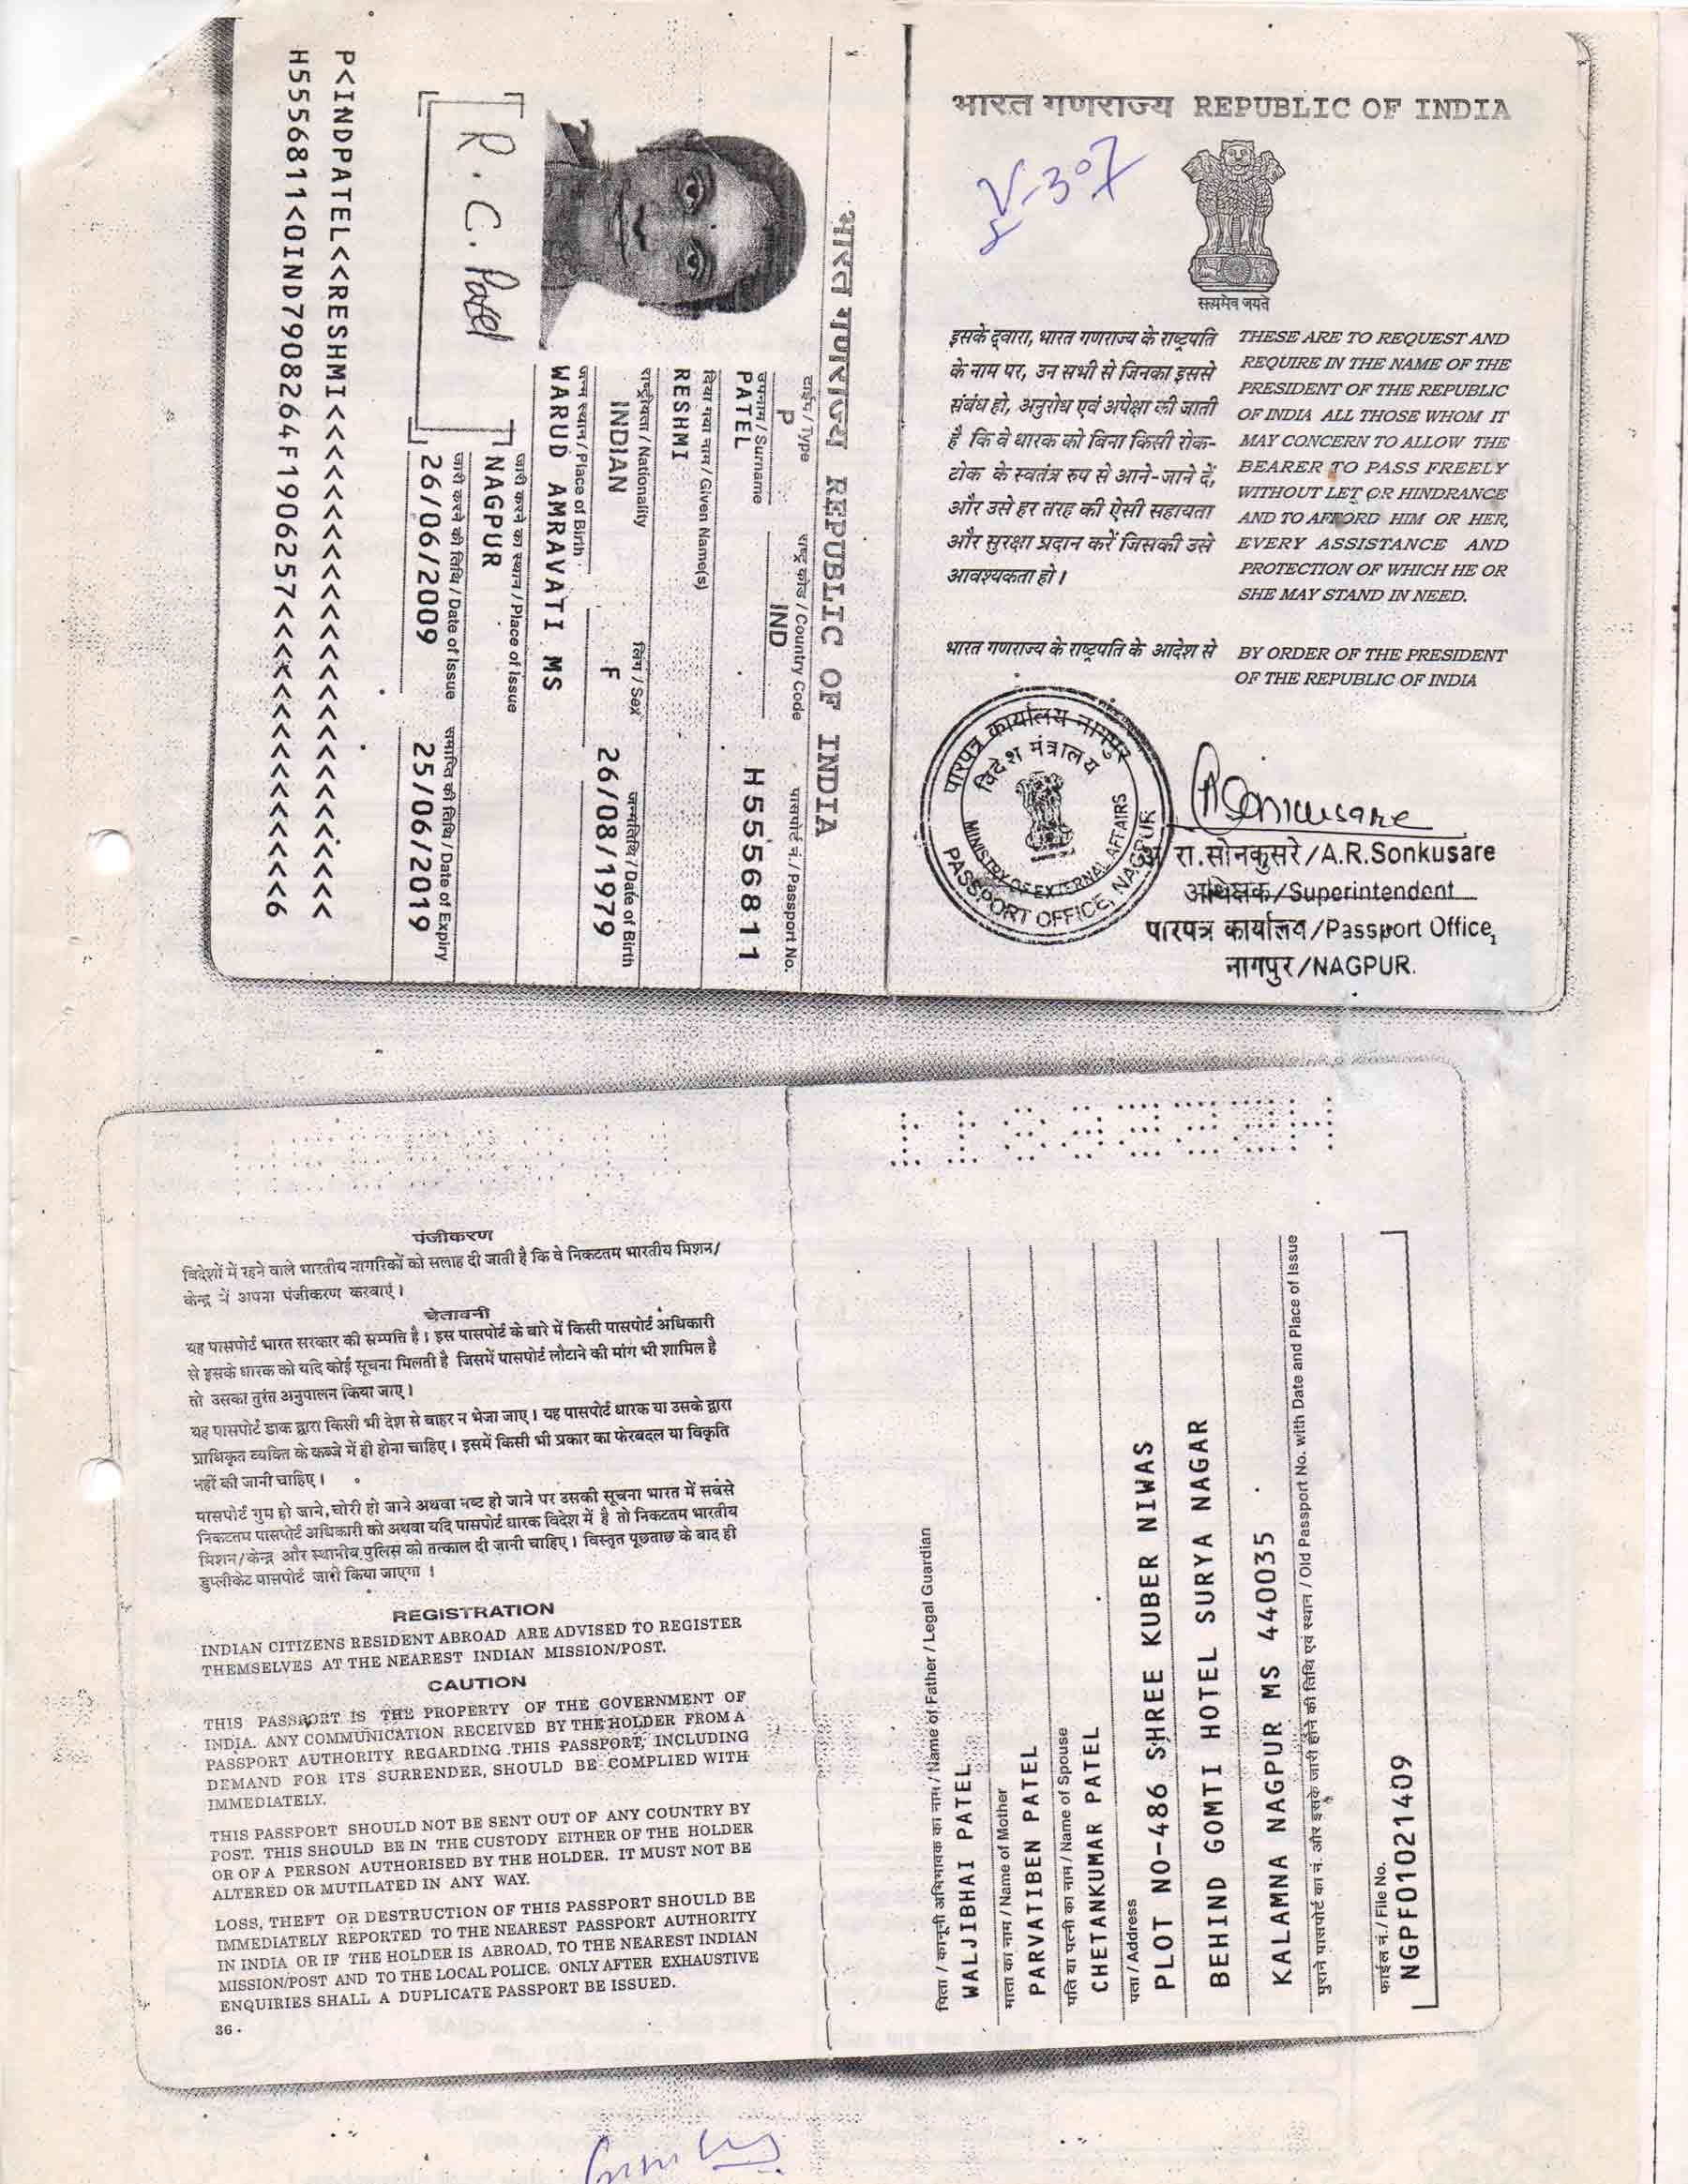 भारत गणराज्य REPUBLIC OF INDIA
सत्यमेव जयते
इसके द्वारा, भारत गणराज्य के राष्ट्रपति
के नाम पर, उन सभी से जिनका इससे
संबंध हो, अनुरोध एवं अपेक्षा की जाती
है कि वे धारक को बिना किसी रोक-
टोक के स्वतंत्र रूप से आने-जाने दें,
और उसे हर तरह की ऐसी सहायता
और सुरक्षा प्रदान करें जिसकी उसे
आवश्यकता हो।
THESE ARE TO REQUEST AND
REQUIRE IN THE NAME OF THE
PRESIDENT OF THE REPUBLIC
OF INDIA ALL THOSE WHOM IT
MAY CONCERN TO ALLOW THE
BEARER TO PASS FREELY
WITHOUT LET OR HINDRANCE
AND TO AFFORD HIM OR HER,
EVERY ASSISTANCE AND
PROTECTION OF WHICH HE OR
SHE MAY STAND IN NEED.
भारत गणराज्य के राष्ट्रपति के आदेश से
BY ORDER OF THE PRESIDENT
OF THE REPUBLIC OF INDIA
विदेश मंत्रालय
MINISTRY OF EXTERNAL AFFAIRS
PASSPORT OFFICE, NAGPUR
रा.सोनकुसरे/A.R.Sonkusare
अधिक्षक/Superintendent
पारपत्र कार्यालय/Passport Office,
नागपुर/NAGPUR.
भारत गणराज्य REPUBLIC OF INDIA
टाईप / Type
P
राष्ट्र कोड / Country Code
IND
पासपोर्ट नं. / Passport No.
H5556811
उपनाम / Surname
PATEL
दिया गया नाम / Given Name(s)
RESHMI
राष्ट्रीयता / Nationality
INDIAN
लिंग / Sex
F
जन्मतिथि / Date of Birth
26/08/1979
जन्म स्थान / Place of Birth
WARUD AMRAVATI MS
जारी करने का स्थान / Place of Issue
NAGPUR
R. C. Patel
जारी करने की तिथि / Date of Issue
26/06/2009
समाप्ति की तिथि / Date of Expiry
25/06/2019
P<INDPATEL<<RESHMI<<<<<<<<<<<<<<<<<<<<<<<<<<
H5556811<0IND7908264F1906257<<<<<<<<<<<<<<<6
पिता / कानूनी अभिभावक का नाम / Name of Father / Legal Guardian
WALJIBHAI PATEL
माता का नाम / Name of Mother
PARVATIBEN PATEL
पति या पत्नी का नाम / Name of Spouse
CHETANKUMAR PATEL
पता / Address
PLOT NO-486 SHREE KUBER NIWAS
BEHIND GOMTI HOTEL SURYA NAGAR
KALAMNA NAGPUR MS 440035
पुराने पासपोर्ट का नं. और इसके जारी होने की तिथि एवं स्थान / Old Passport No. with Date and Place of Issue
फाईल नं. / File No.
NGPF01021409
पंजीकरण
विदेशों में रहने वाले भारतीय नागरिकों को सलाह दी जाती है कि वे निकटतम भारतीय मिशन/
केन्द्र में अपना पंजीकरण करवाएं।
चेतावनी
यह पासपोर्ट भारत सरकार की सम्पत्ति है। इस पासपोर्ट के बारे में किसी पासपोर्ट अधिकारी
से इसके धारक को यदि कोई सूचना मिलती है जिसमें पासपोर्ट लौटाने की मांग भी शामिल है
तो उसका तुरंत अनुपालन किया जाए।
यह पासपोर्ट डाक द्वारा किसी भी देश से बाहर न भेजा जाए। यह पासपोर्ट धारक या उसके द्वारा
प्राधिकृत व्यक्ति के कब्जे में ही होना चाहिए। इसमें किसी भी प्रकार का फेरबदल या विकृति
नहीं की जानी चाहिए।
पासपोर्ट गुम हो जाने, चोरी हो जाने अथवा नष्ट हो जाने पर उसकी सूचना भारत में सबसे
निकटतम पासपोर्ट अधिकारी को अथवा यदि पासपोर्ट धारक विदेश में है तो निकटतम भारतीय
मिशन/केन्द्र और स्थानीय पुलिस को तत्काल दी जानी चाहिए। विस्तृत पूछताछ के बाद ही
डुप्लीकेट पासपोर्ट जारी किया जाएगा।
REGISTRATION
INDIAN CITIZENS RESIDENT ABROAD ARE ADVISED TO REGISTER
THEMSELVES AT THE NEAREST INDIAN MISSION/POST.
CAUTION
THIS PASSPORT IS THE PROPERTY OF THE GOVERNMENT OF
INDIA. ANY COMMUNICATION RECEIVED BY THE HOLDER FROM A
PASSPORT AUTHORITY REGARDING THIS PASSPORT, INCLUDING
DEMAND FOR ITS SURRENDER, SHOULD BE COMPLIED WITH
IMMEDIATELY.
THIS PASSPORT SHOULD NOT BE SENT OUT OF ANY COUNTRY BY
POST. THIS SHOULD BE IN THE CUSTODY EITHER OF THE HOLDER
OR OF A PERSON AUTHORISED BY THE HOLDER. IT MUST NOT BE
ALTERED OR MUTILATED IN ANY WAY.
LOSS, THEFT OR DESTRUCTION OF THIS PASSPORT SHOULD BE
IMMEDIATELY REPORTED TO THE NEAREST PASSPORT AUTHORITY
IN INDIA OR IF THE HOLDER IS ABROAD, TO THE NEAREST INDIAN
MISSION/POST AND TO THE LOCAL POLICE. ONLY AFTER EXHAUSTIVE
ENQUIRIES SHALL A DUPLICATE PASSPORT BE ISSUED.
36.